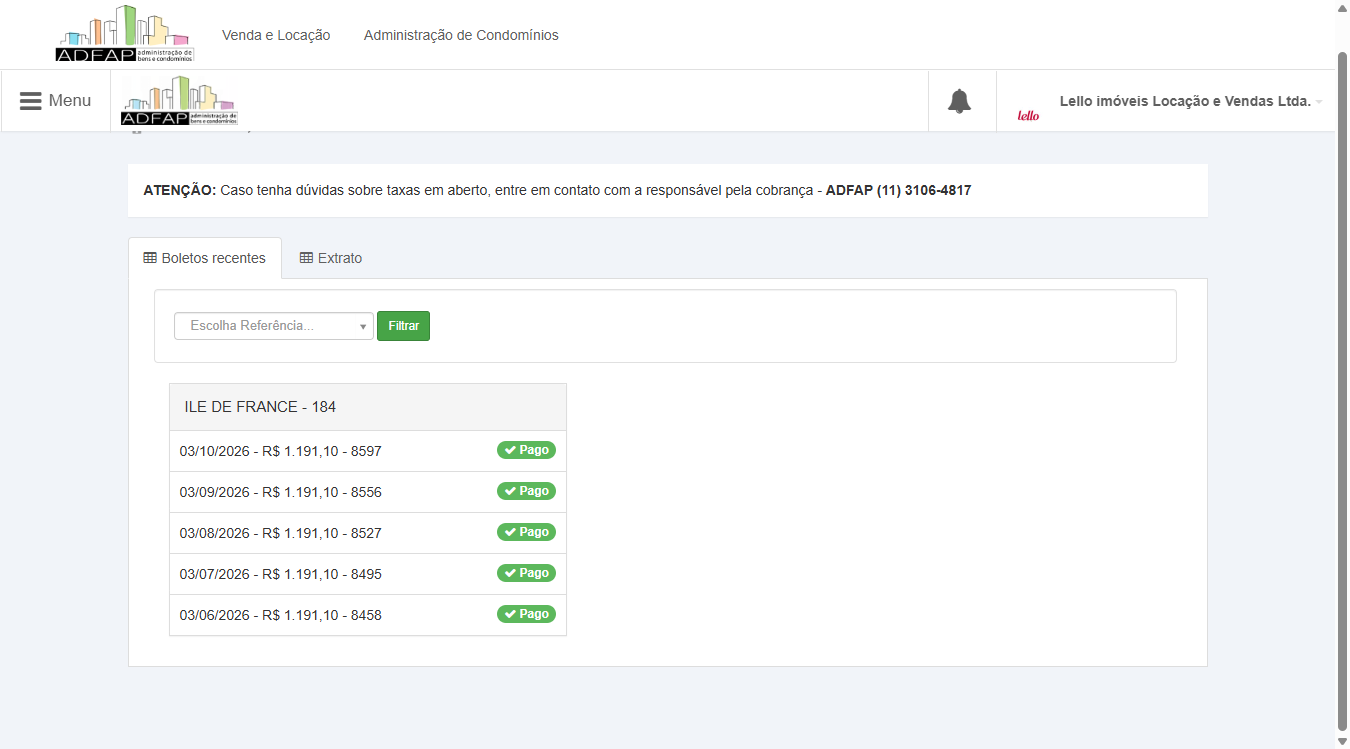 ADFAP administração de bens e condomínios
Venda e Locação
Administração de Condomínios
Menu
ADFAP administração de bens e condomínios
lello
Lello imóveis Locação e Vendas Ltda.
ATENÇÃO: Caso tenha dúvidas sobre taxas em aberto, entre em contato com a responsável pela cobrança - ADFAP (11) 3106-4817
Boletos recentes
Extrato
Escolha Referência...
Filtrar
ILE DE FRANCE - 184
03/10/2026 - R$ 1.191,10 - 8597 Pago
03/09/2026 - R$ 1.191,10 - 8556 Pago
03/08/2026 - R$ 1.191,10 - 8527 Pago
03/07/2026 - R$ 1.191,10 - 8495 Pago
03/06/2026 - R$ 1.191,10 - 8458 Pago